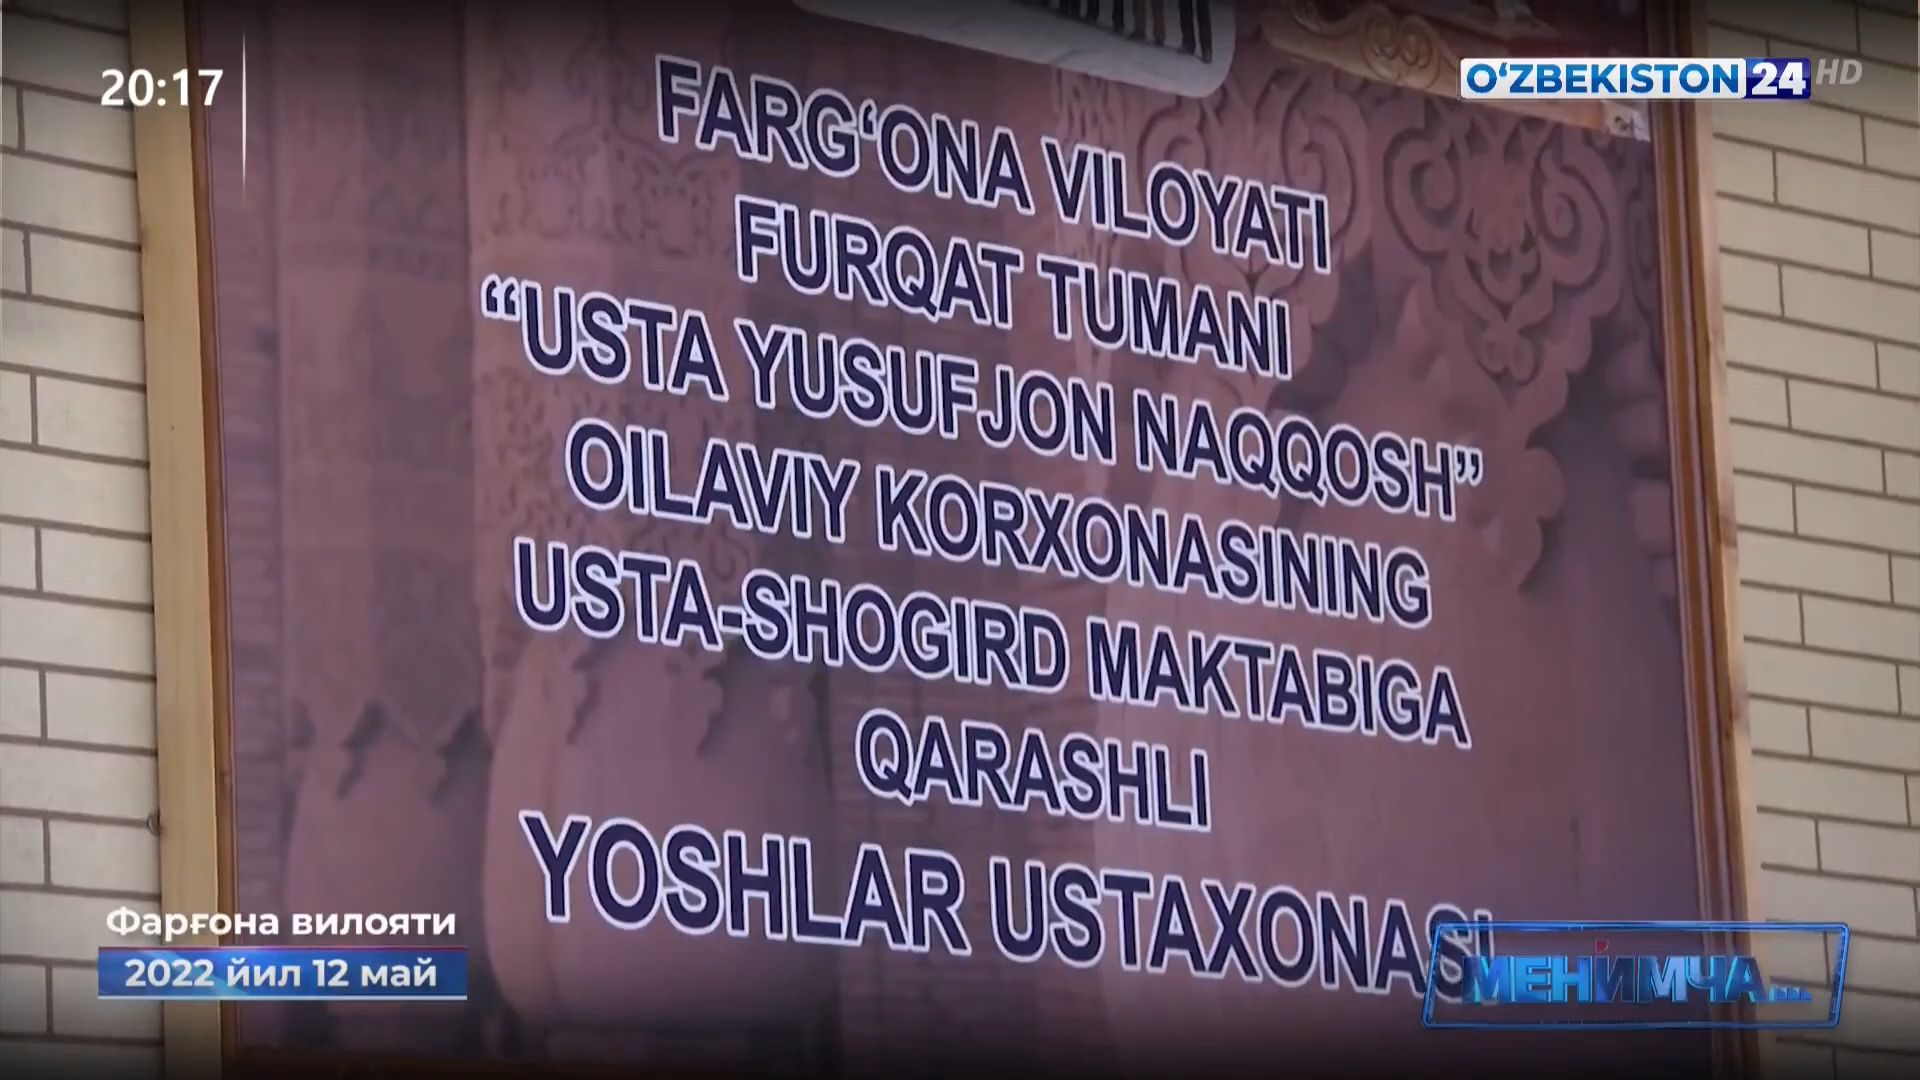 20:17
O‘ZBEKISTON 24 HD
FARG‘ONA VILOYATI
FURQAT TUMANI
“USTA YUSUFJON NAQQOSH”
OILAVIY KORXONASINING
USTA-SHOGIRD MAKTABIGA
QARASHLI
YOSHLAR USTAXONASI
Фарғона вилояти
2022 йил 12 май
МЕНИМЧА...